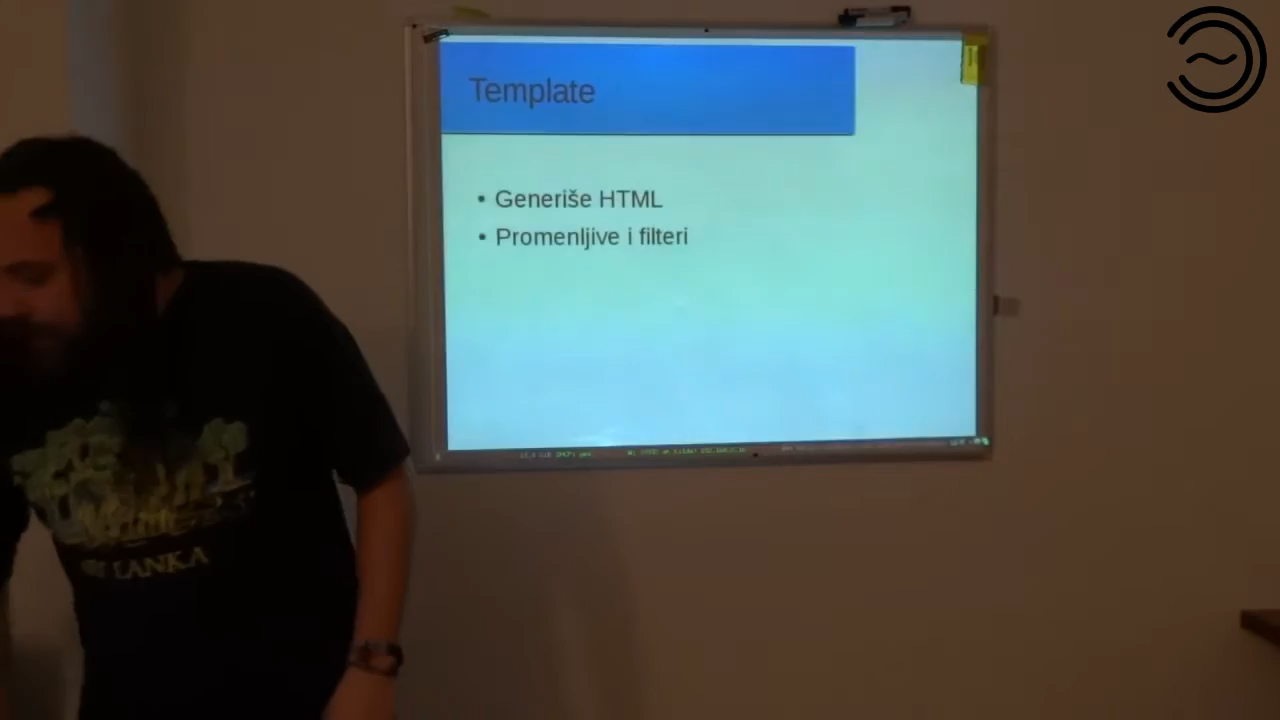 Template
• Generiše HTML
• Promenljive i filteri
LANKA